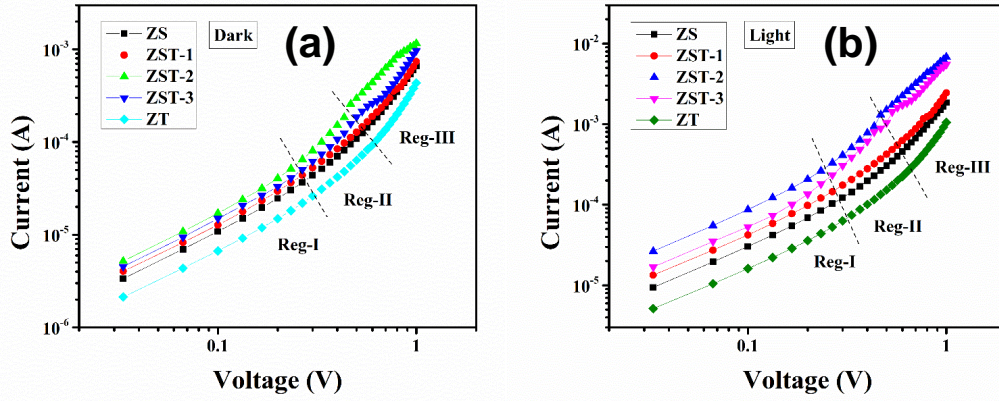 (a)
Dark
ZS
ZST-1
ZST-2
ZST-3
ZT
Reg-I
Reg-II
Reg-III
10^-3
10^-4
10^-5
10^-6
0.1
1
Current (A)
Voltage (V)
(b)
Light
ZS
ZST-1
ZST-2
ZST-3
ZT
Reg-I
Reg-II
Reg-III
10^-2
10^-3
10^-4
10^-5
0.1
1
Current (A)
Voltage (V)